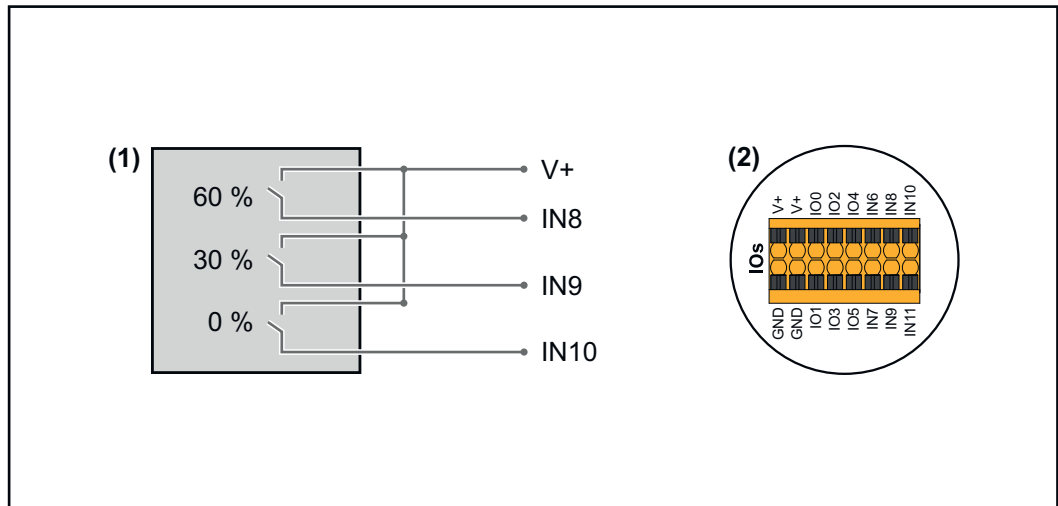 (1)
60 %
30 %
0 %
V+
IN8
IN9
IN10
(2)
V+ V+ IO0 IO2 IO4 IN6 IN8 IN10
IOs
GND GND IO1 IO3 IO5 IN7 IN9 IN11